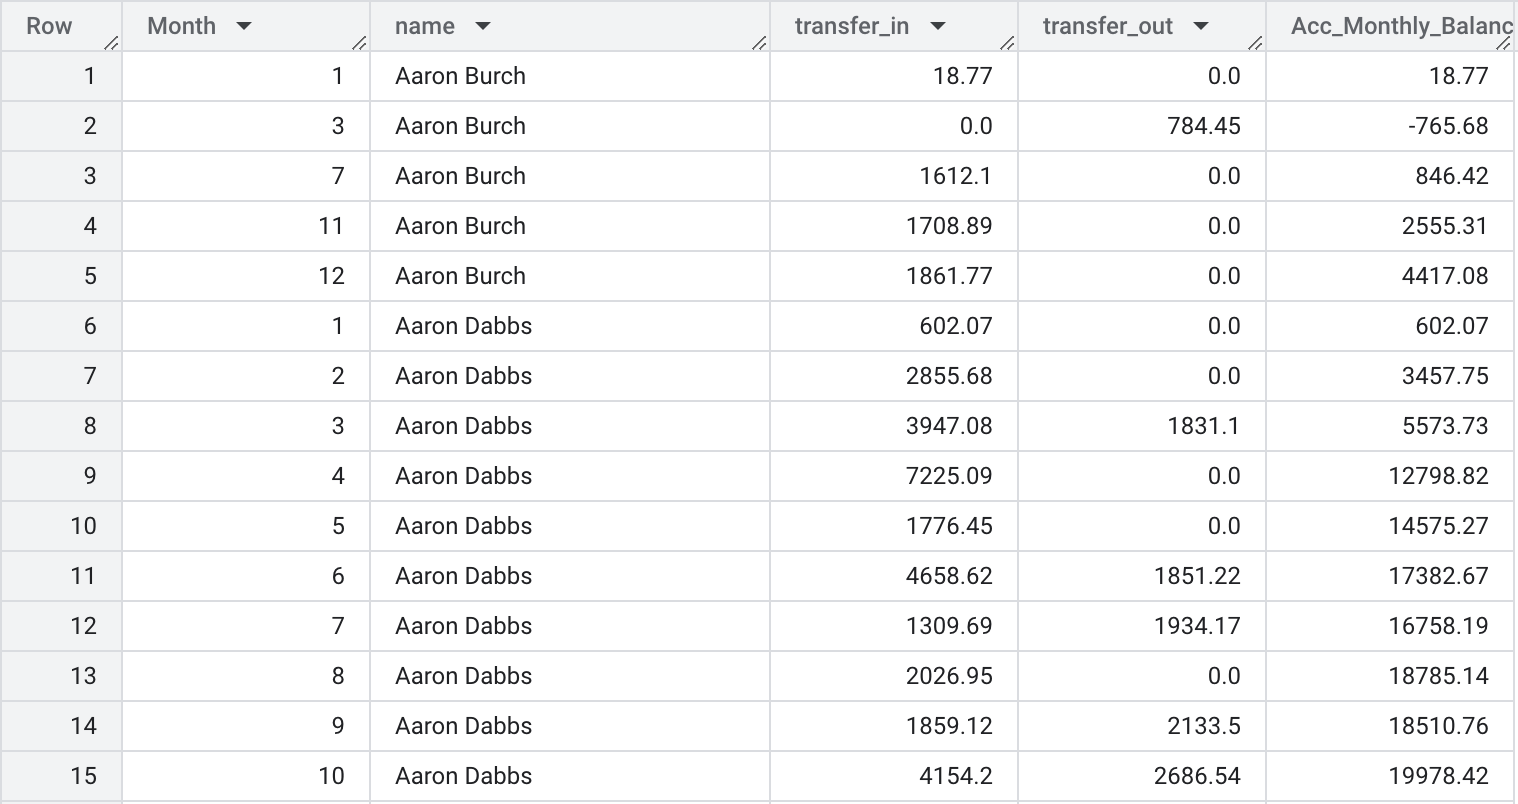 Row Month name transfer_in transfer_out Acc_Monthly_Balanc
1 1 Aaron Burch 18.77 0.0 18.77
2 3 Aaron Burch 0.0 784.45 -765.68
3 7 Aaron Burch 1612.1 0.0 846.42
4 11 Aaron Burch 1708.89 0.0 2555.31
5 12 Aaron Burch 1861.77 0.0 4417.08
6 1 Aaron Dabbs 602.07 0.0 602.07
7 2 Aaron Dabbs 2855.68 0.0 3457.75
8 3 Aaron Dabbs 3947.08 1831.1 5573.73
9 4 Aaron Dabbs 7225.09 0.0 12798.82
10 5 Aaron Dabbs 1776.45 0.0 14575.27
11 6 Aaron Dabbs 4658.62 1851.22 17382.67
12 7 Aaron Dabbs 1309.69 1934.17 16758.19
13 8 Aaron Dabbs 2026.95 0.0 18785.14
14 9 Aaron Dabbs 1859.12 2133.5 18510.76
15 10 Aaron Dabbs 4154.2 2686.54 19978.42